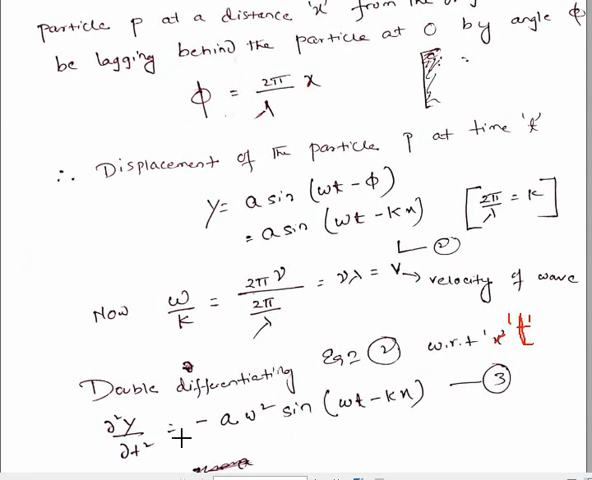 particle p at a distance 'x' from the
be lagging behind the particle at O by angle ϕ
ϕ = 2π/λ x
∴ Displacement of the particle P at time 't'
y = a sin (ωt - ϕ)
= a sin (ωt - kx) [2π/λ = k]
②
Now ω/k = 2πν / (2π/λ) = νλ = V → velocity of wave
Double differentiating Eqn ② w.r.t 'x' 't'
∂²y/∂t² = - a ω² sin (ωt - kx) — ③